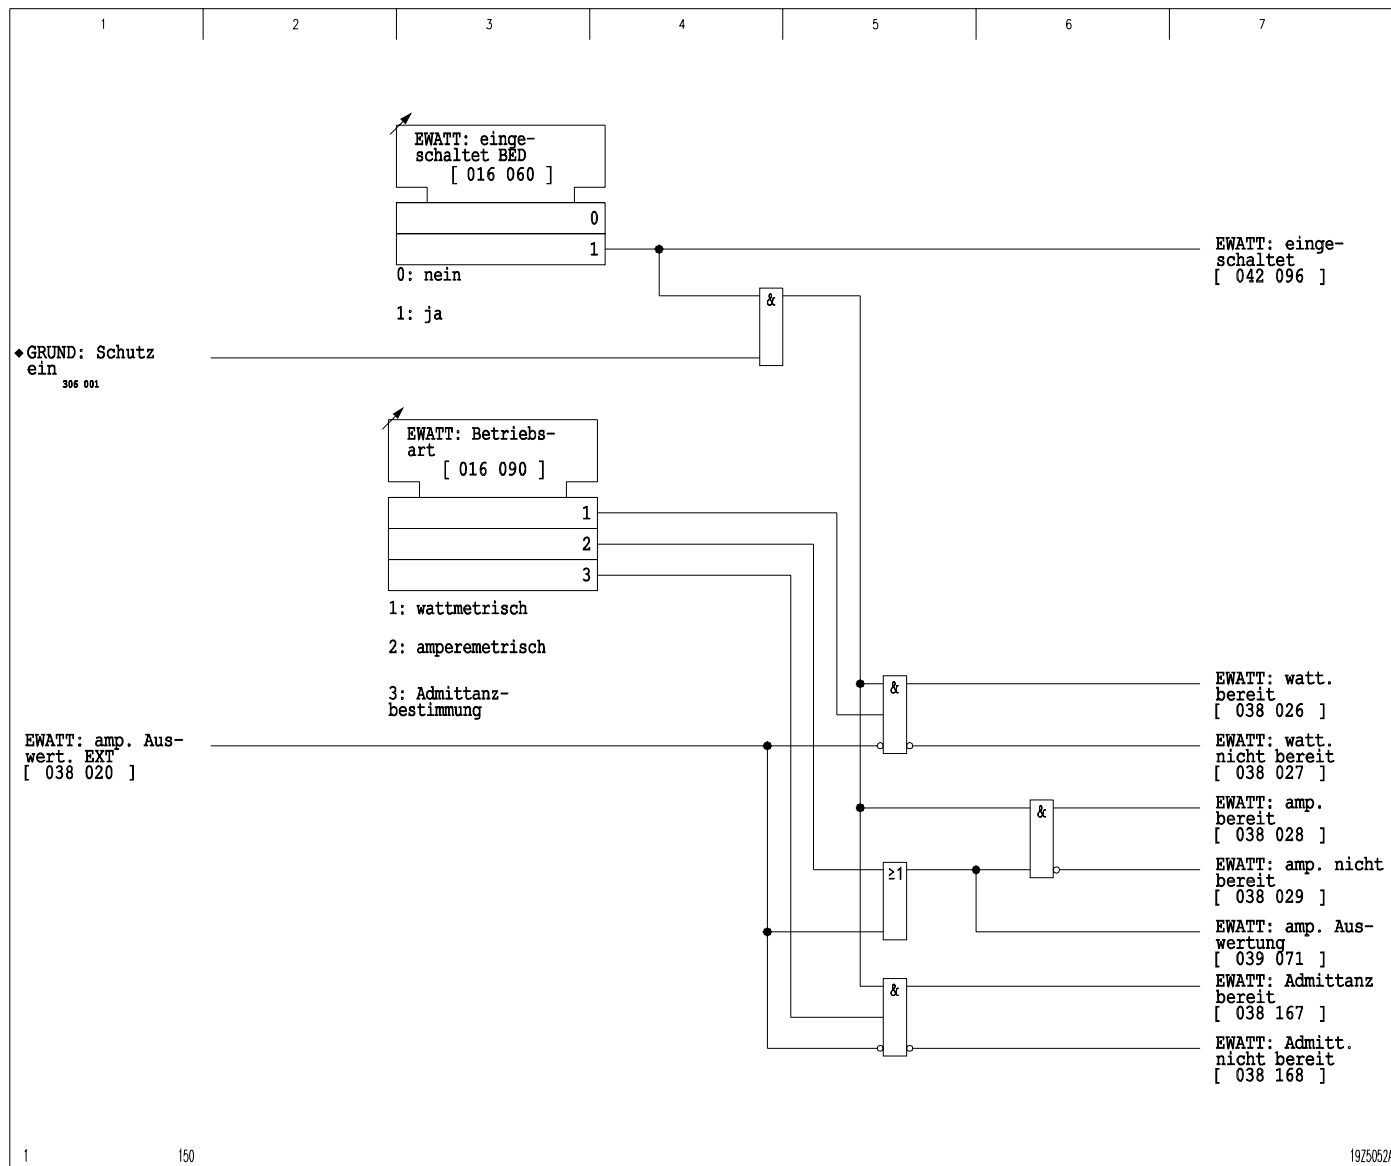 1 2 3 4 5 6 7
EWATT: einge-
schaltet BED
[ 016 060 ]
0
1
0: nein
1: ja
EWATT: einge-
schaltet
[ 042 096 ]
&
◆GRUND: Schutz
ein
306 001
EWATT: Betriebs-
art
[ 016 090 ]
1
2
3
1: wattmetrisch
2: amperemetrisch
3: Admittanz-
bestimmung
EWATT: amp. Aus-
wert. EXT
[ 038 020 ]
&
EWATT: watt.
bereit
[ 038 026 ]
EWATT: watt.
nicht bereit
[ 038 027 ]
&
EWATT: amp.
bereit
[ 038 028 ]
≥1
EWATT: amp. nicht
bereit
[ 038 029 ]
EWATT: amp. Aus-
wertung
[ 039 071 ]
&
EWATT: Admittanz
bereit
[ 038 167 ]
EWATT: Admitt.
nicht bereit
[ 038 168 ]
1 150 19Z5052A